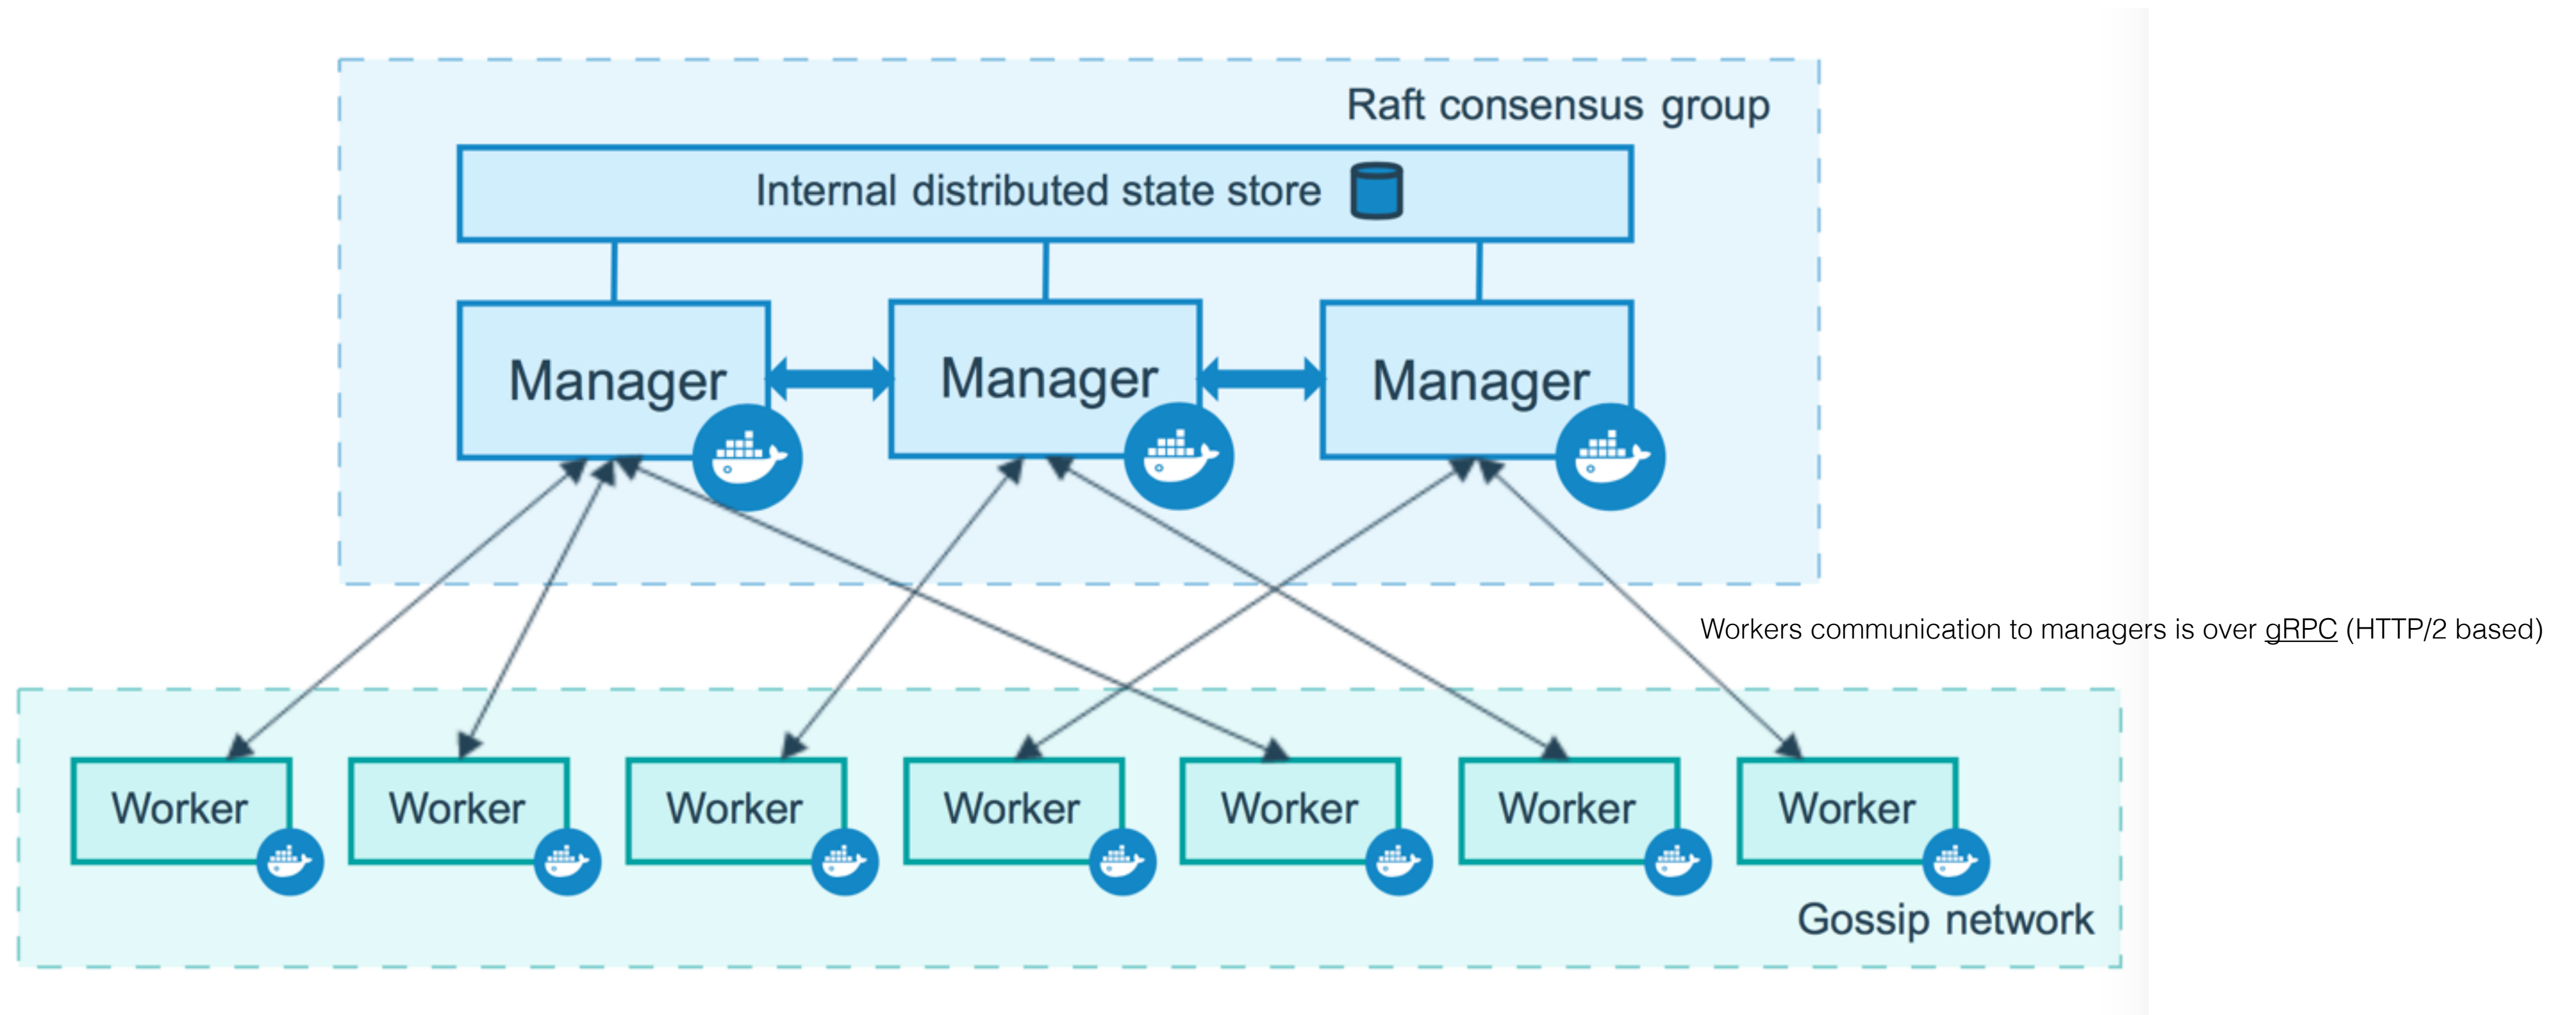 Raft consensus group
Internal distributed state store
Manager
Manager
Manager
Workers communication to managers is over gRPC (HTTP/2 based)
Worker
Worker
Worker
Worker
Worker
Worker
Worker
Gossip network